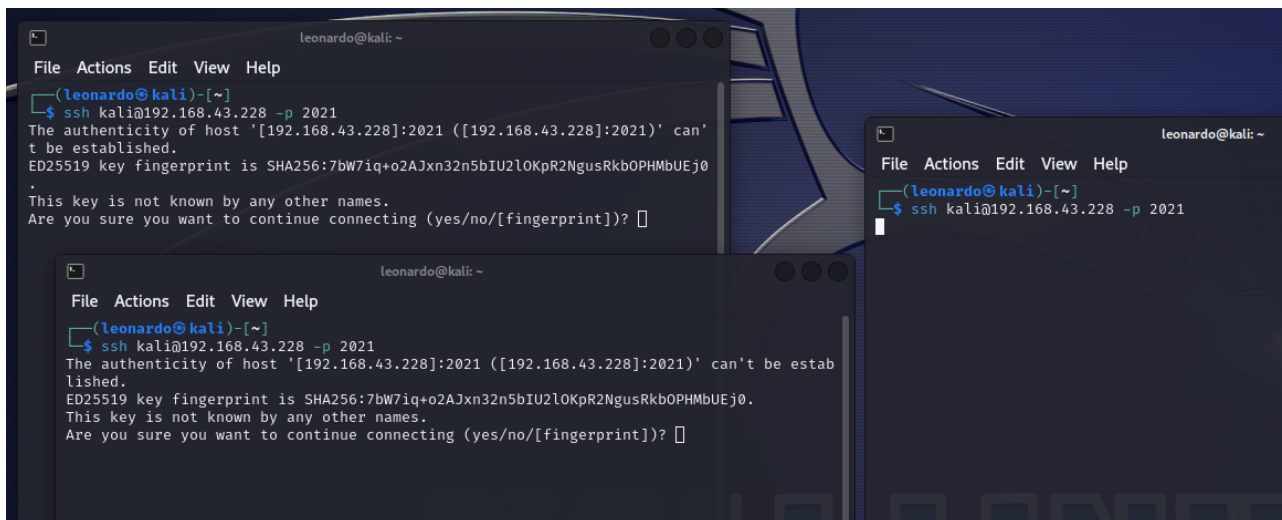 leonardo@kali: ~
File Actions Edit View Help
┌──(leonardo㉿kali)-[~]
└─$ ssh kali@192.168.43.228 -p 2021
The authenticity of host '[192.168.43.228]:2021 ([192.168.43.228]:2021)' can'
t be established.
ED25519 key fingerprint is SHA256:7bW7iq+o2AJxn32n5bIU2lOKpR2NgusRkbOPHMbUEj0
.
This key is not known by any other names.
Are you sure you want to continue connecting (yes/no/[fingerprint])?
leonardo@kali: ~
File Actions Edit View Help
┌──(leonardo㉿kali)-[~]
└─$ ssh kali@192.168.43.228 -p 2021
The authenticity of host '[192.168.43.228]:2021 ([192.168.43.228]:2021)' can't be estab
lished.
ED25519 key fingerprint is SHA256:7bW7iq+o2AJxn32n5bIU2lOKpR2NgusRkbOPHMbUEj0.
This key is not known by any other names.
Are you sure you want to continue connecting (yes/no/[fingerprint])?
leonardo@kali: ~
File Actions Edit View Help
┌──(leonardo㉿kali)-[~]
└─$ ssh kali@192.168.43.228 -p 2021